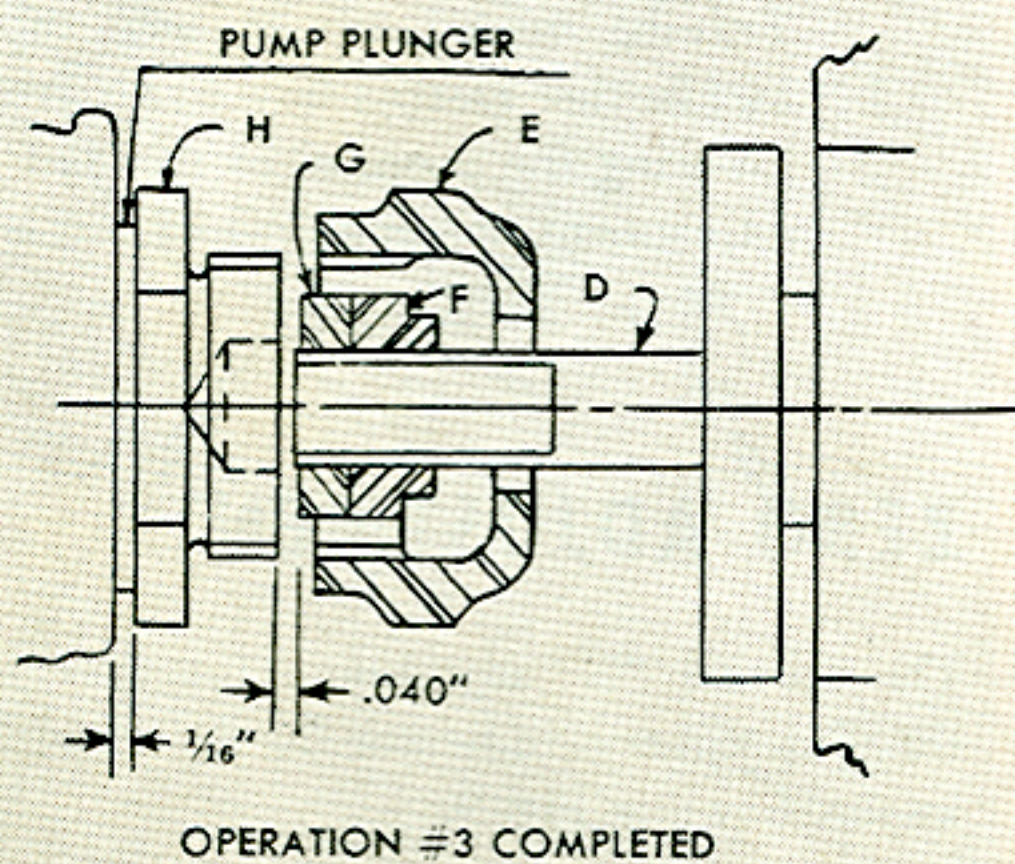 PUMP PLUNGER
H
G
E
F
D
.040"
1/16"
OPERATION #3 COMPLETED